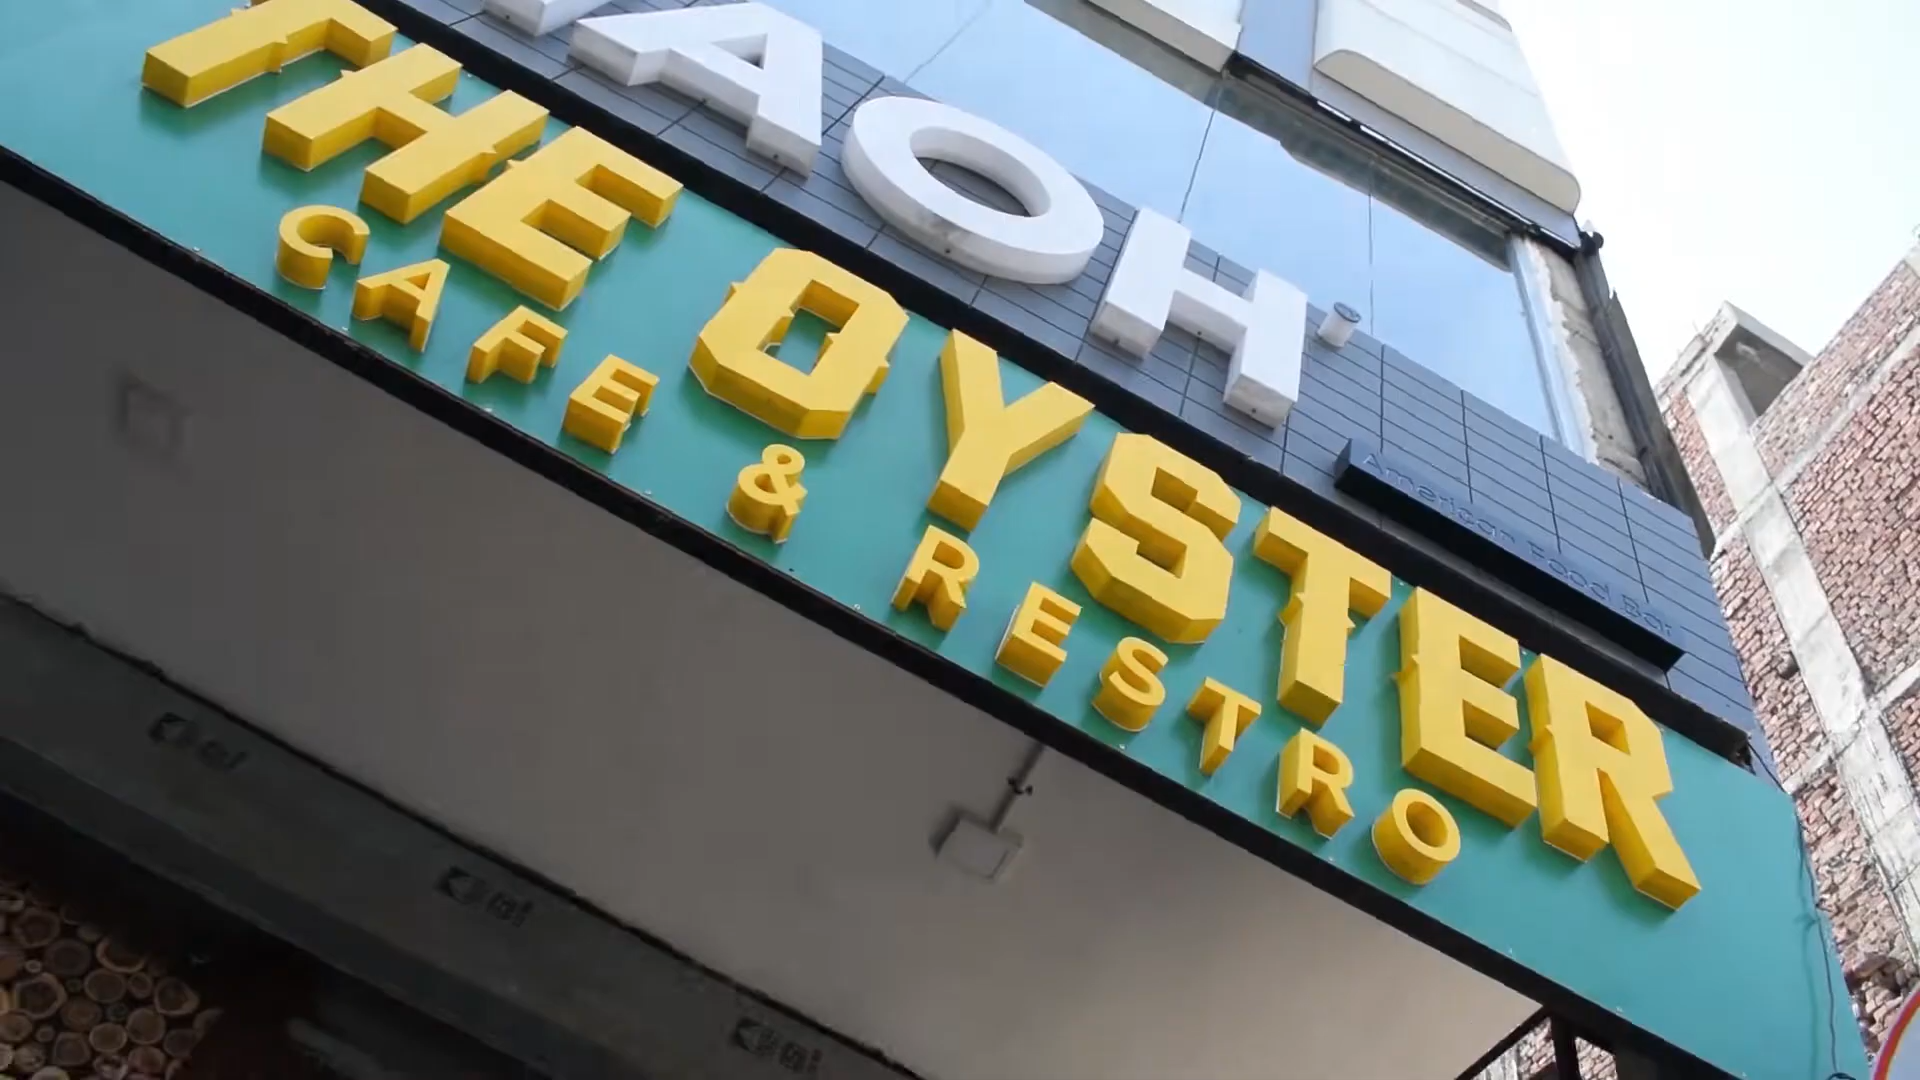 AOH
American Food Bar
THE OYSTER
CAFE & RESTRO